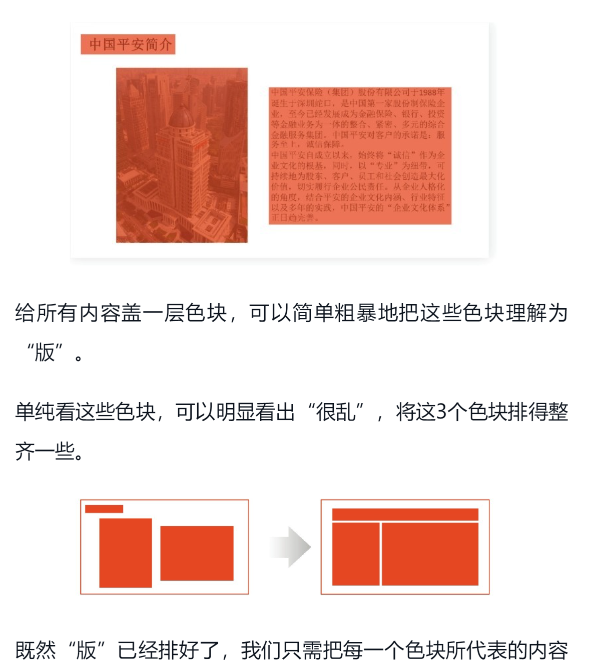 中国平安简介
中国平安保险（集团）股份有限公司于1988年
诞生于深圳蛇口，是中国第一家股份制保险企
业，至今已经发展成为金融保险、银行、投资
等金融业务为一体的整合、紧密、多元的综合
金融服务集团。中国平安对客户的承诺是：服
务至上，诚信保障。
中国平安自成立以来，始终将“诚信”作为企
业文化的根基，同时，以“专业”为纽带，可
持续地为股东、客户、员工和社会创造最大化
价值，切实履行企业公民责任。从企业人格化
的角度，结合平安的企业文化内涵、行业特征
以及多年的实践，中国平安的“企业文化体系”
正日趋完善。
给所有内容盖一层色块，可以简单粗暴地把这些色块理解为
“版”。
单纯看这些色块，可以明显看出“很乱”，将这3个色块排得整
齐一些。
既然“版”已经排好了，我们只需把每一个色块所代表的内容